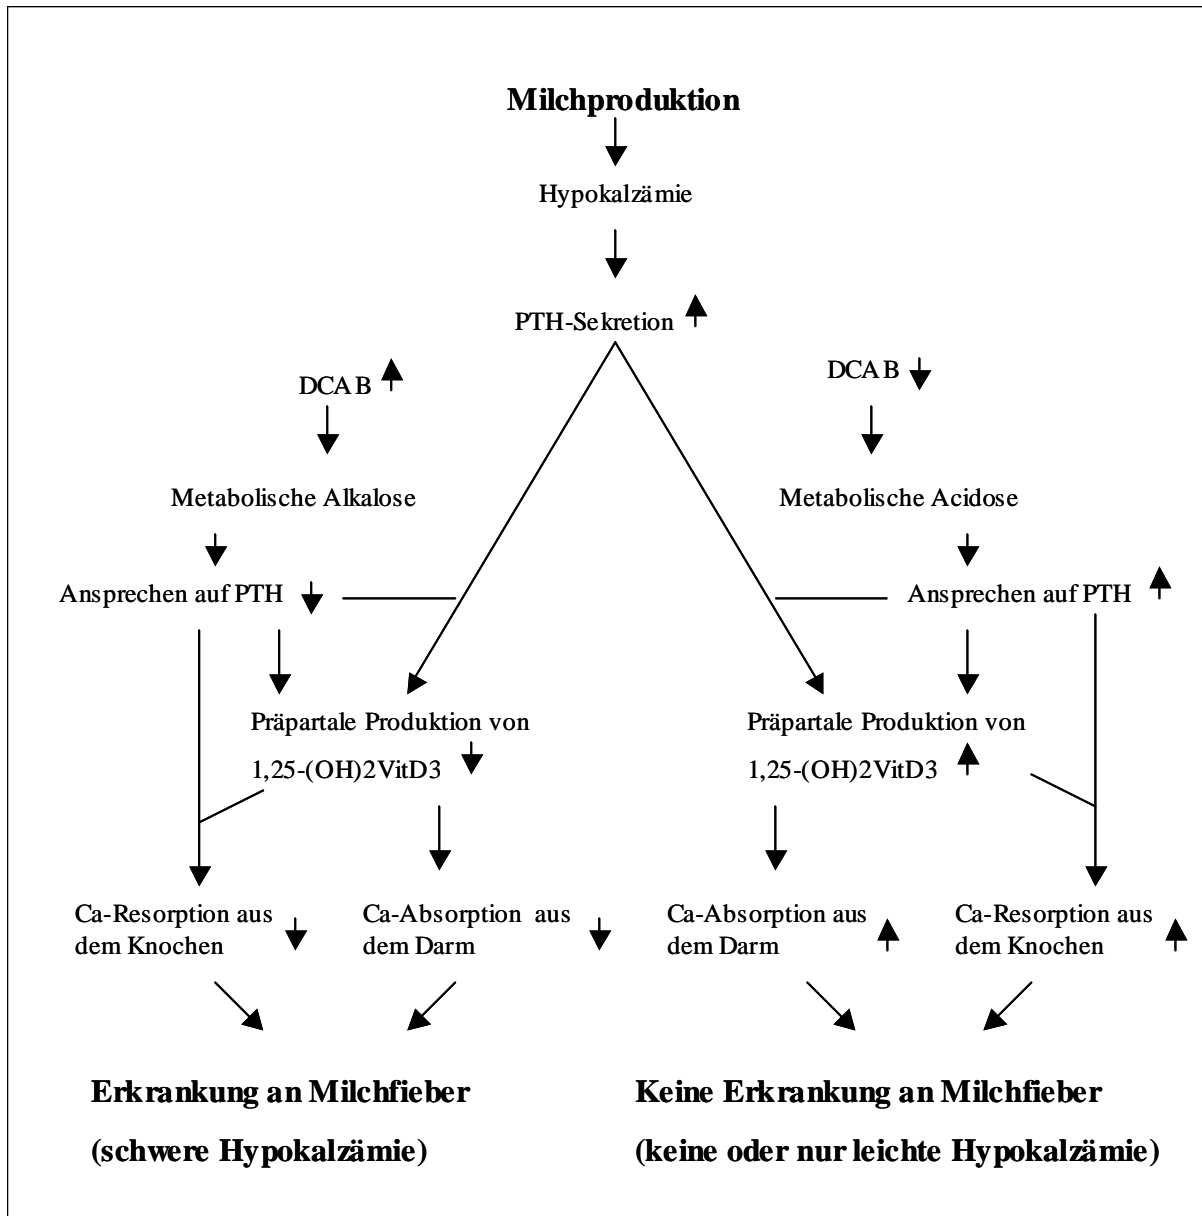 Milchproduktion
Hypokalzämie
PTH-Sekretion
DCAB
DCAB
Metabolische Alkalose
Metabolische Acidose
Ansprechen auf PTH
Ansprechen auf PTH
Präpartale Produktion von
1,25-(OH)2VitD3
Präpartale Produktion von
1,25-(OH)2VitD3
Ca-Resorption aus
dem Knochen
Ca-Absorption aus
dem Darm
Ca-Absorption aus
dem Darm
Ca-Resorption aus
dem Knochen
Erkrankung an Milchfieber
(schwere Hypokalzämie)
Keine Erkrankung an Milchfieber
(keine oder nur leichte Hypokalzämie)